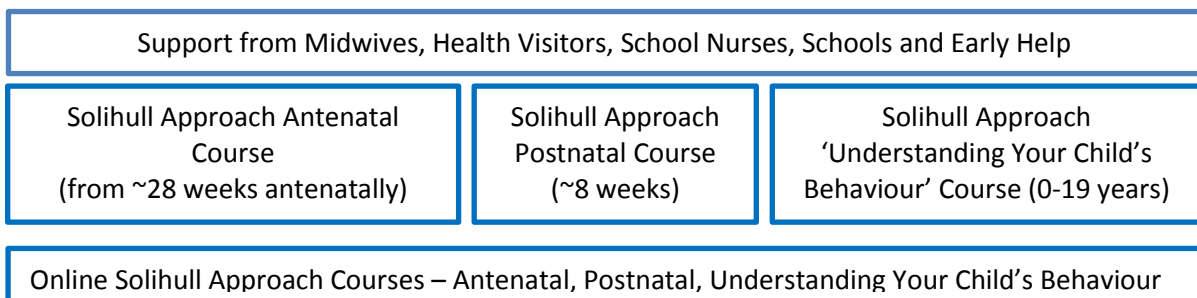 Support from Midwives, Health Visitors, School Nurses, Schools and Early Help
Solihull Approach Antenatal
Course
(from ~28 weeks antenatally)
Solihull Approach
Postnatal Course
(~8 weeks)
Solihull Approach
‘Understanding Your Child’s
Behaviour’ Course (0-19 years)
Online Solihull Approach Courses – Antenatal, Postnatal, Understanding Your Child’s Behaviour